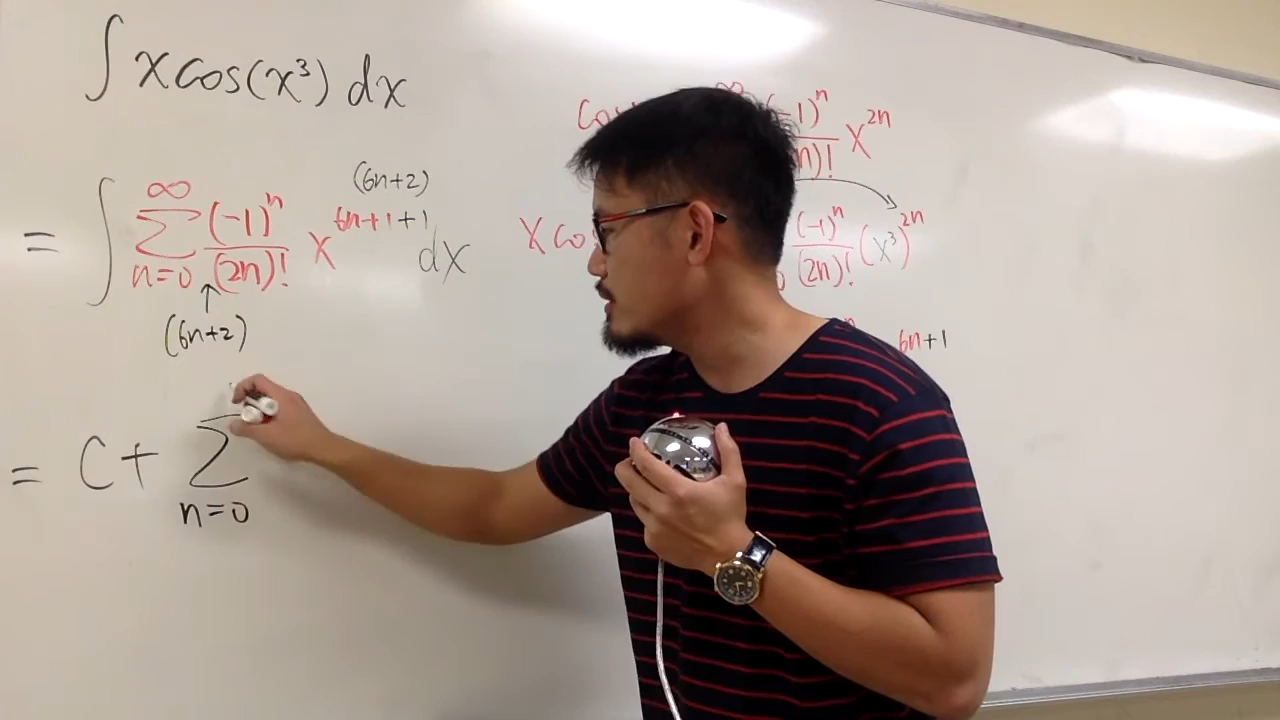 ∫ x cos(x³) dx
= ∫ ∞ Σ n=0 (-1)ⁿ / (2n)! x^(6n+1+1) dx
(6n+2)
↑
(6n+2)
= C + Σ n=0
∞ (-1)ⁿ / n)! x^(2n)
x co
(-1)ⁿ / (2n)! (x³)^(2n)
n 6n+1